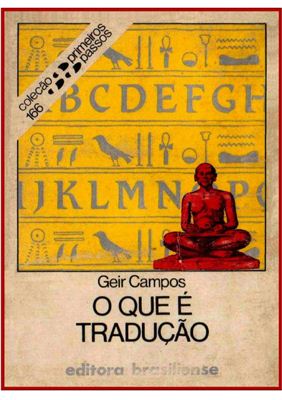 coleção
primeiros
passos
166
ABCDEFGH
IJKLMNOP
Geir Campos
O QUE É
TRADUÇÃO
editora brasiliense